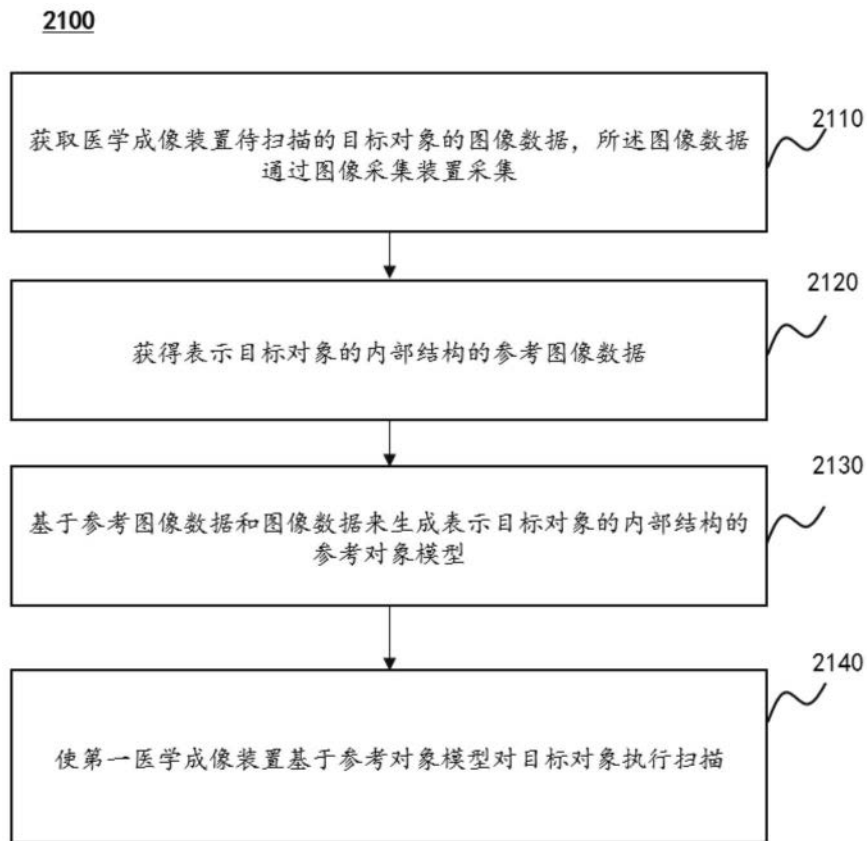 2100
获取医学成像装置待扫描的目标对象的图像数据，所述图像数据
通过图像采集装置采集
2110
获得表示目标对象的内部结构的参考图像数据
2120
基于参考图像数据和图像数据来生成表示目标对象的内部结构的
参考对象模型
2130
使第一医学成像装置基于参考对象模型对目标对象执行扫描
2140